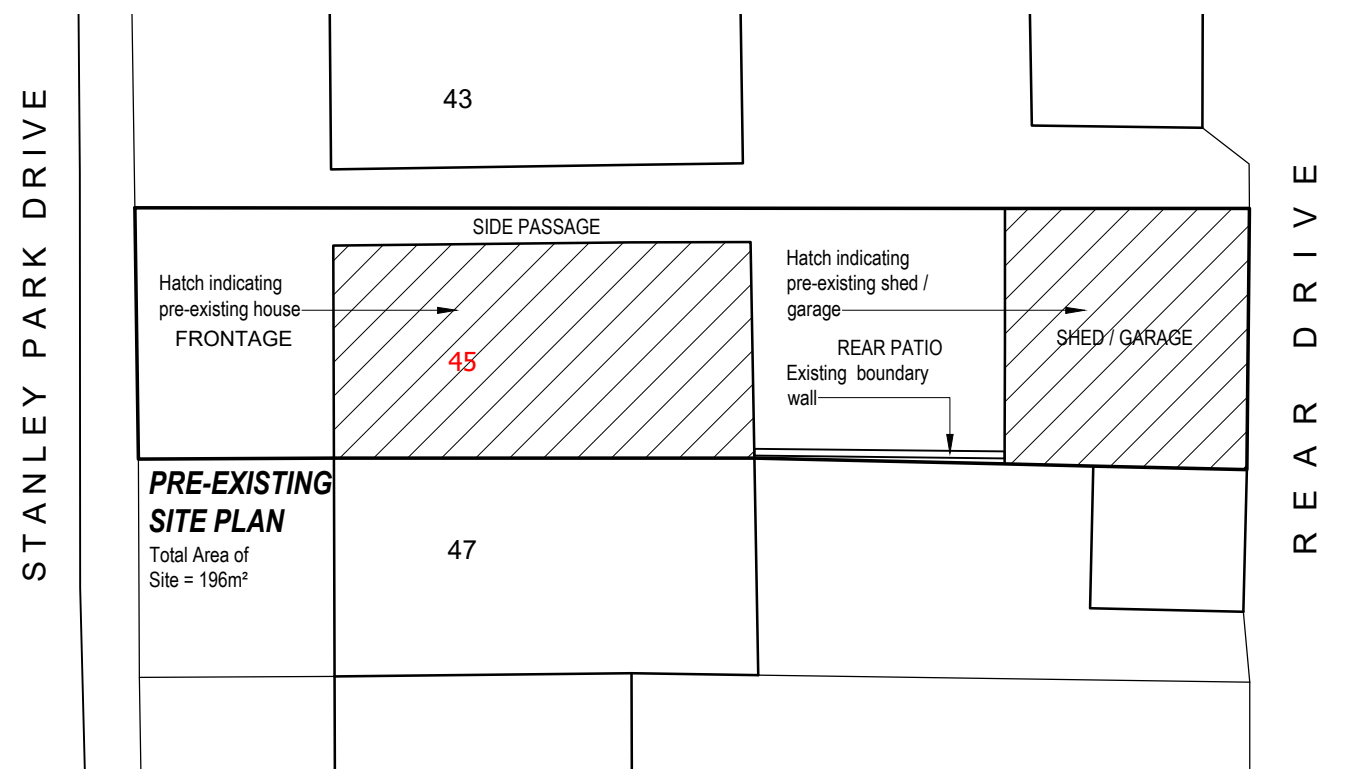 STANLEY PARK DRIVE
43
SIDE PASSAGE
Hatch indicating
pre-existing house
FRONTAGE
45
Hatch indicating
pre-existing shed /
garage
REAR PATIO
Existing boundary
wall
SHED / GARAGE
REAR DRIVE
PRE-EXISTING
SITE PLAN
Total Area of
Site = 196m²
47